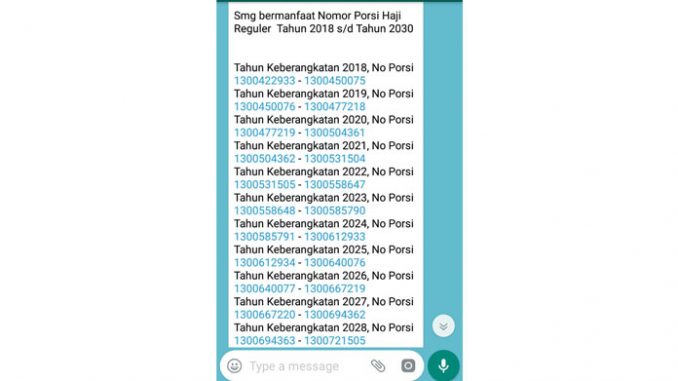 Smg bermanfaat Nomor Porsi Haji
Reguler Tahun 2018 s/d Tahun 2030
Tahun Keberangkatan 2018, No Porsi
1300422933 - 1300450075
Tahun Keberangkatan 2019, No Porsi
1300450076 - 1300477218
Tahun Keberangkatan 2020, No Porsi
1300477219 - 1300504361
Tahun Keberangkatan 2021, No Porsi
1300504362 - 1300531504
Tahun Keberangkatan 2022, No Porsi
1300531505 - 1300558647
Tahun Keberangkatan 2023, No Porsi
1300558648 - 1300585790
Tahun Keberangkatan 2024, No Porsi
1300585791 - 1300612933
Tahun Keberangkatan 2025, No Porsi
1300612934 - 1300640076
Tahun Keberangkatan 2026, No Porsi
1300640077 - 1300667219
Tahun Keberangkatan 2027, No Porsi
1300667220 - 1300694362
Tahun Keberangkatan 2028, No Porsi
1300694363 - 1300721505
Type a message